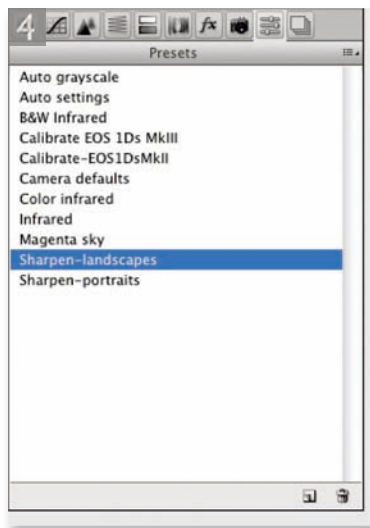 4
fx
Presets
Auto grayscale
Auto settings
B&W Infrared
Calibrate EOS 1Ds MkIII
Calibrate-EOS1DsMkII
Camera defaults
Color infrared
Infrared
Magenta sky
Sharpen-landscapes
Sharpen-portraits